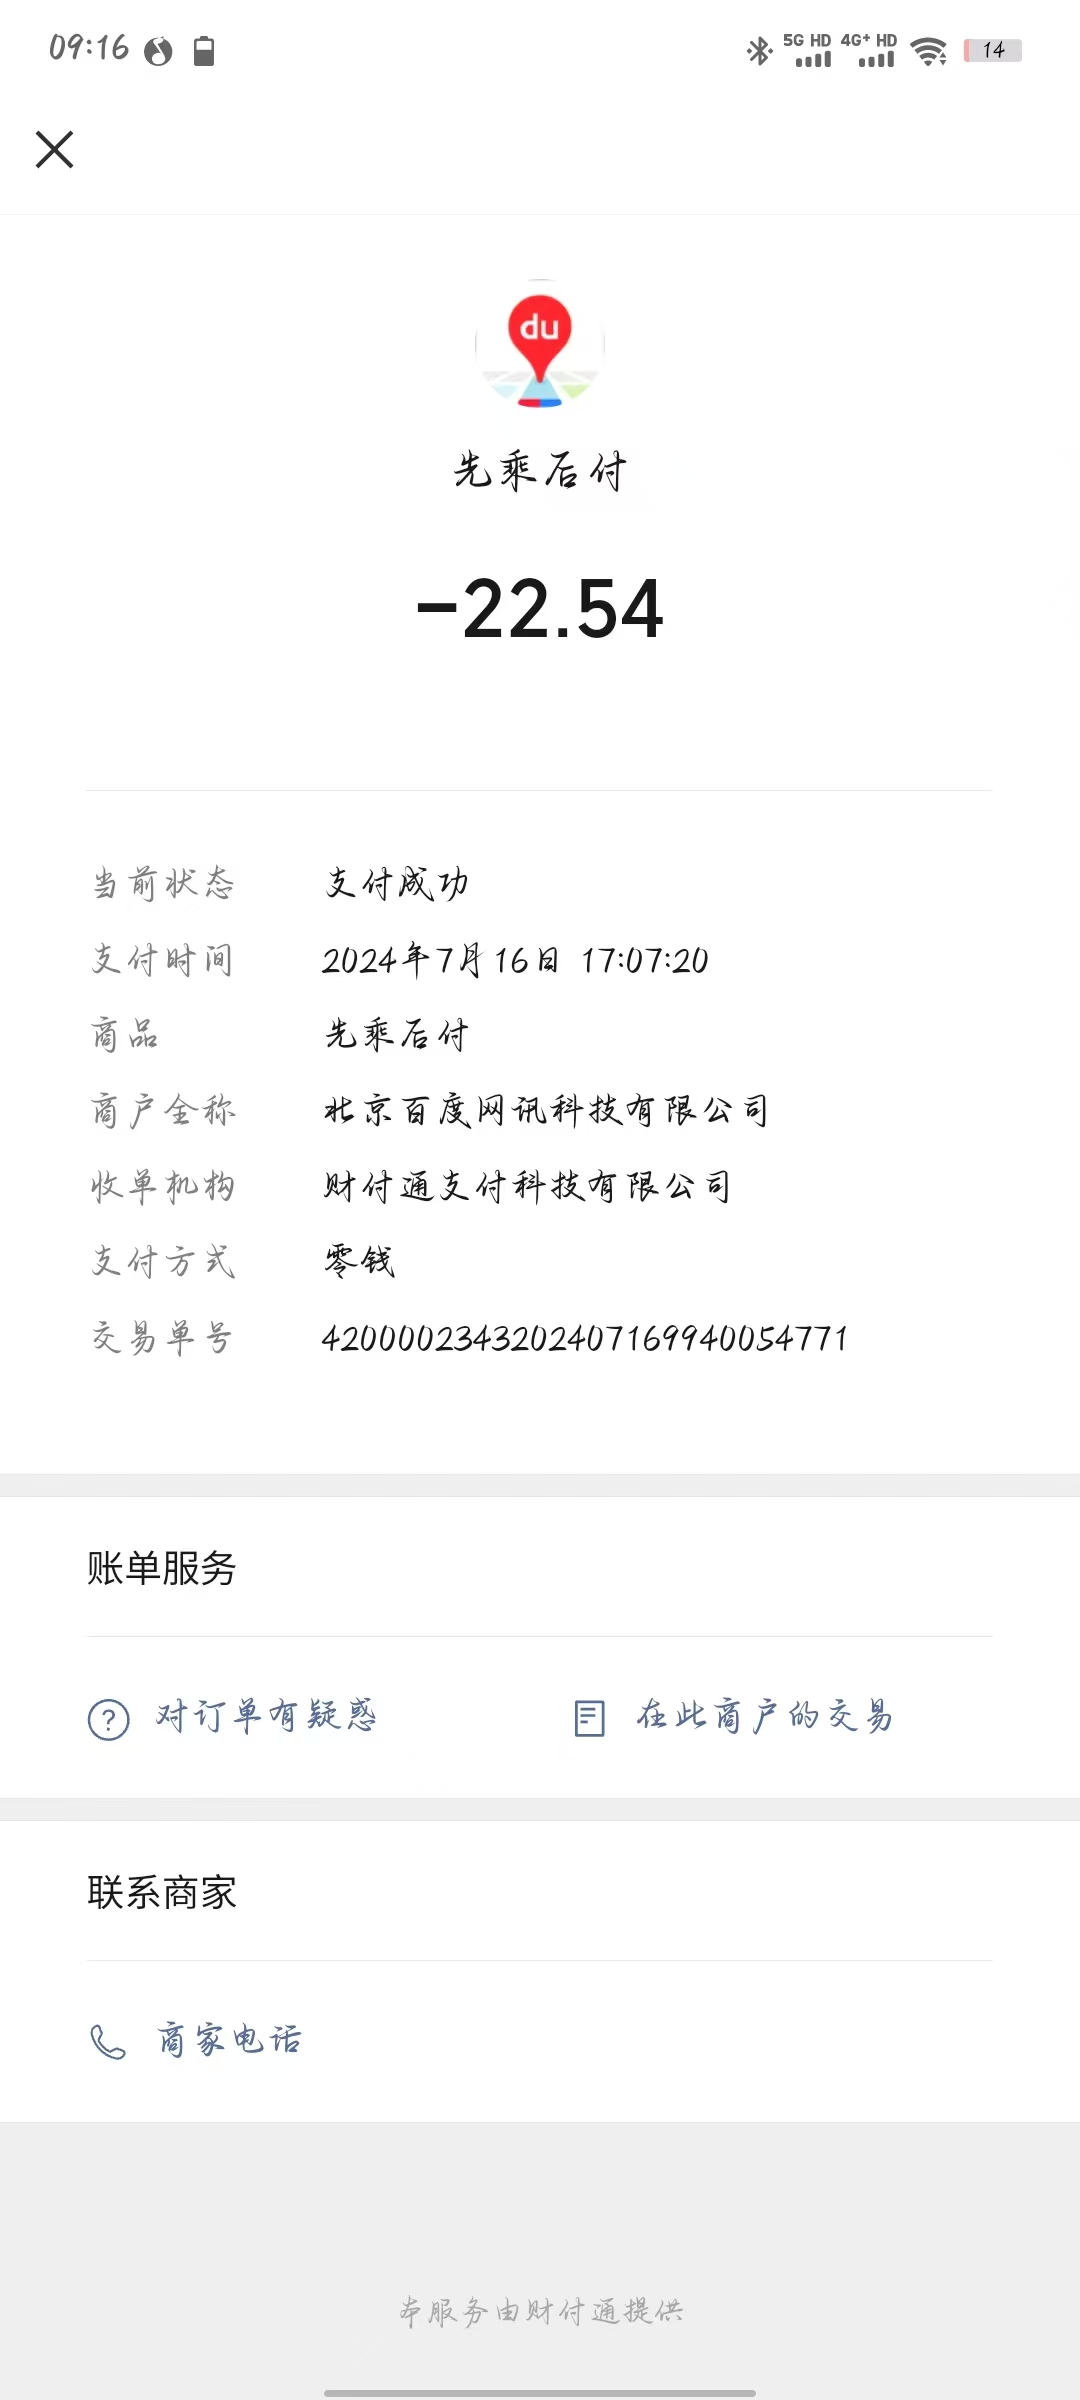 09:16 5G HD 4G+ HD 14
du
先乘后付
-22.54
当前状态 支付成功
支付时间 2024年7月16日 17:07:20
商品 先乘后付
商户全称 北京百度网讯科技有限公司
收单机构 财付通支付科技有限公司
支付方式 零钱
交易单号 4200002343202407169940054771
账单服务
对订单有疑惑 在此商户的交易
联系商家
商家电话
本服务由财付通提供